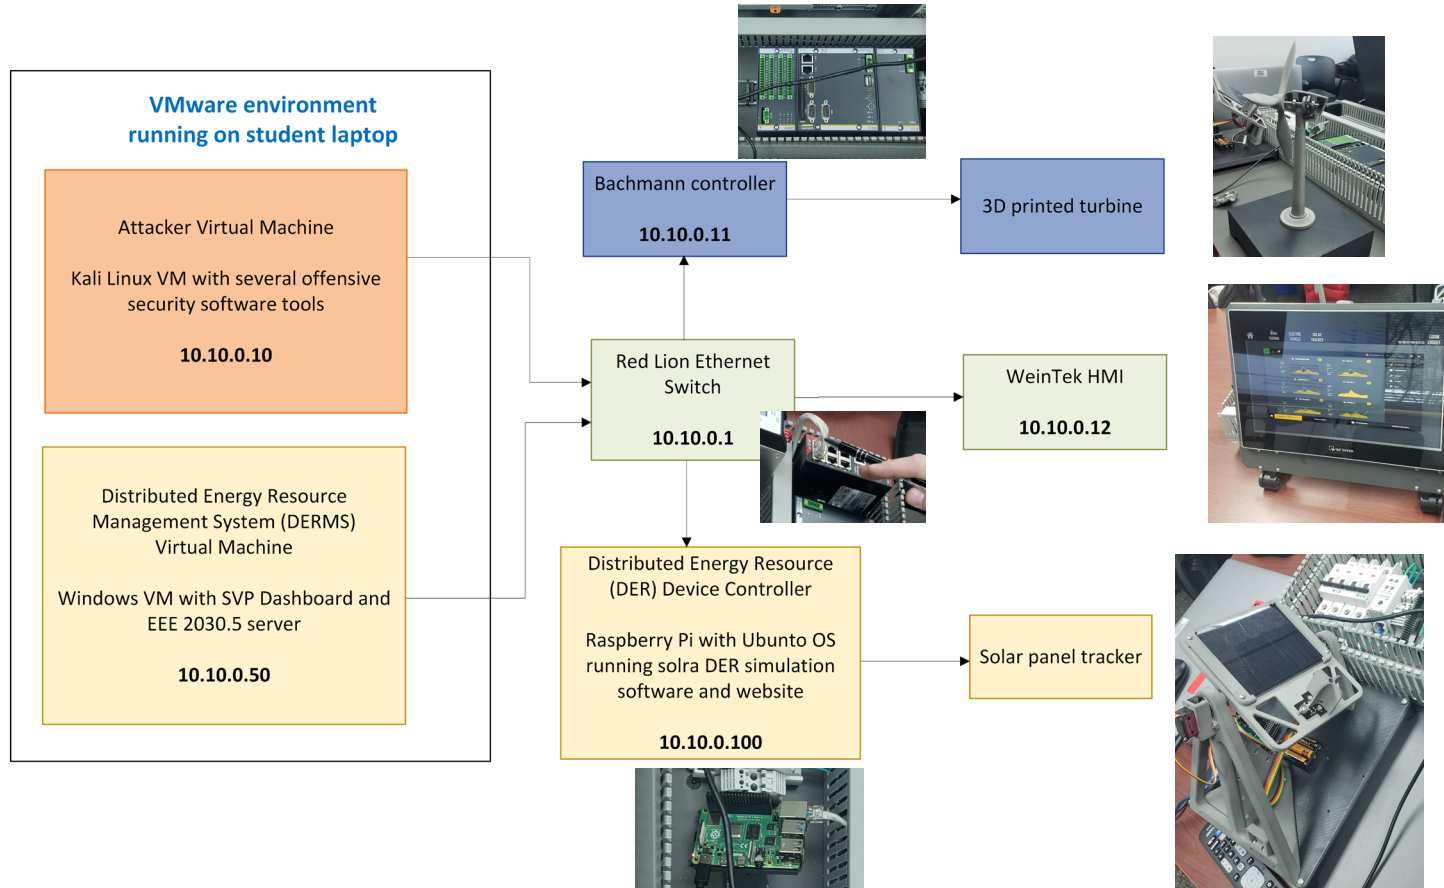 VMware environment
running on student laptop
Attacker Virtual Machine
Kali Linux VM with several offensive
security software tools
10.10.0.10
Distributed Energy Resource
Management System (DERMS)
Virtual Machine
Windows VM with SVP Dashboard and
EEE 2030.5 server
10.10.0.50
Bachmann controller
10.10.0.11
3D printed turbine
Red Lion Ethernet
Switch
10.10.0.1
WeinTek HMI
10.10.0.12
Distributed Energy Resource
(DER) Device Controller
Raspberry Pi with Ubunto OS
running solra DER simulation
software and website
10.10.0.100
Solar panel tracker